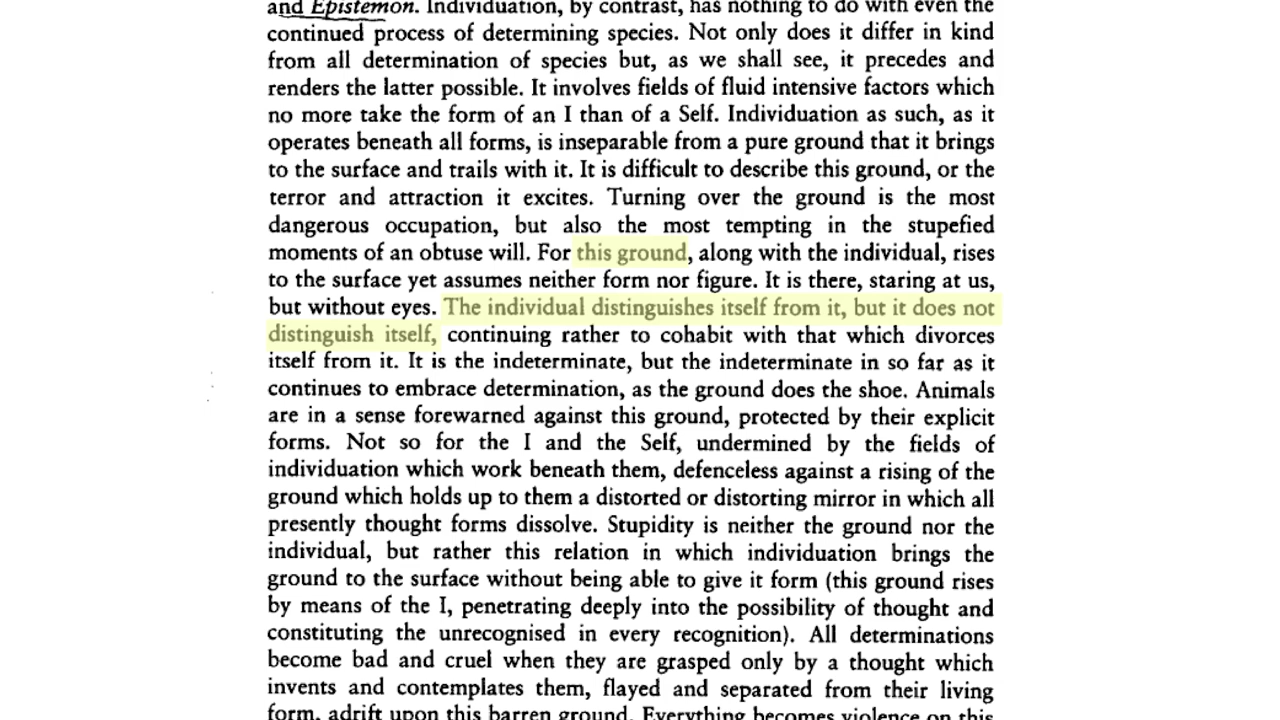 and Epistemon. Individuation, by contrast, has nothing to do with even the
continued process of determining species. Not only does it differ in kind
from all determination of species but, as we shall see, it precedes and
renders the latter possible. It involves fields of fluid intensive factors which
no more take the form of an I than of a Self. Individuation as such, as it
operates beneath all forms, is inseparable from a pure ground that it brings
to the surface and trails with it. It is difficult to describe this ground, or the
terror and attraction it excites. Turning over the ground is the most
dangerous occupation, but also the most tempting in the stupefied
moments of an obtuse will. For this ground, along with the individual, rises
to the surface yet assumes neither form nor figure. It is there, staring at us,
but without eyes. The individual distinguishes itself from it, but it does not
distinguish itself, continuing rather to cohabit with that which divorces
itself from it. It is the indeterminate, but the indeterminate in so far as it
continues to embrace determination, as the ground does the shoe. Animals
are in a sense forewarned against this ground, protected by their explicit
forms. Not so for the I and the Self, undermined by the fields of
individuation which work beneath them, defenceless against a rising of the
ground which holds up to them a distorted or distorting mirror in which all
presently thought forms dissolve. Stupidity is neither the ground nor the
individual, but rather this relation in which individuation brings the
ground to the surface without being able to give it form (this ground rises
by means of the I, penetrating deeply into the possibility of thought and
constituting the unrecognised in every recognition). All determinations
become bad and cruel when they are grasped only by a thought which
invents and contemplates them, flayed and separated from their living
form, adrift upon this barren ground. Everything becomes violence on this